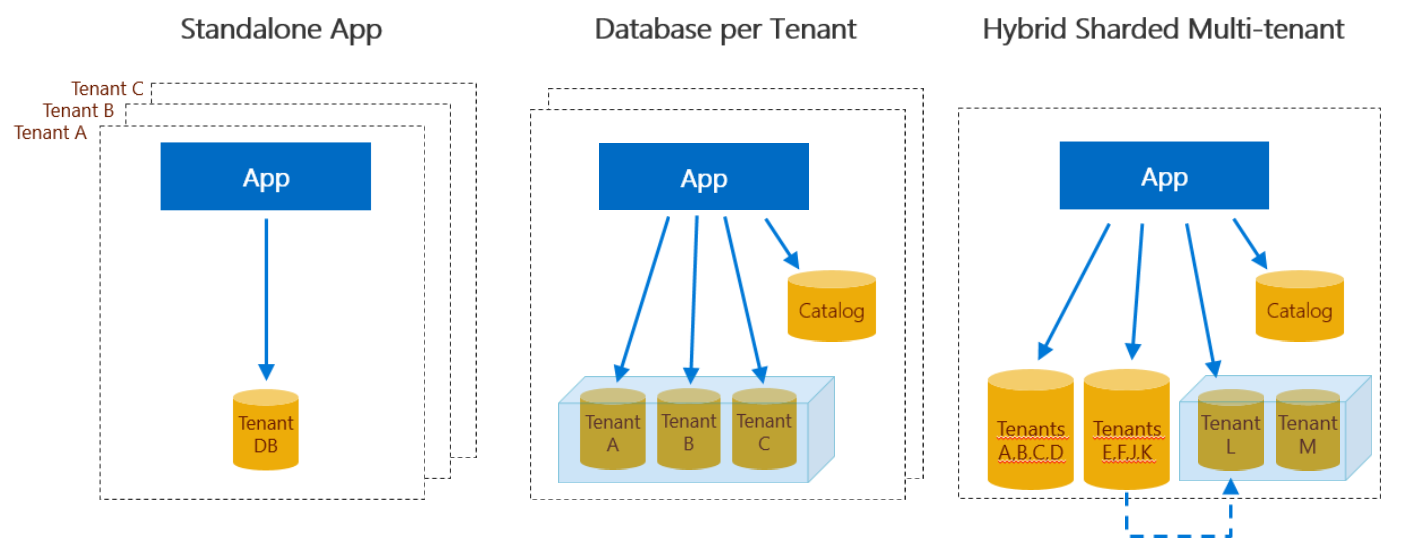 Standalone App
Database per Tenant
Hybrid Sharded Multi-tenant
Tenant C
Tenant B
Tenant A
App
Tenant
DB
App
Catalog
Tenant
A
Tenant
B
Tenant
C
App
Catalog
Tenants
A,B,C,D
Tenants
E,F,J,K
Tenant
L
Tenant
M